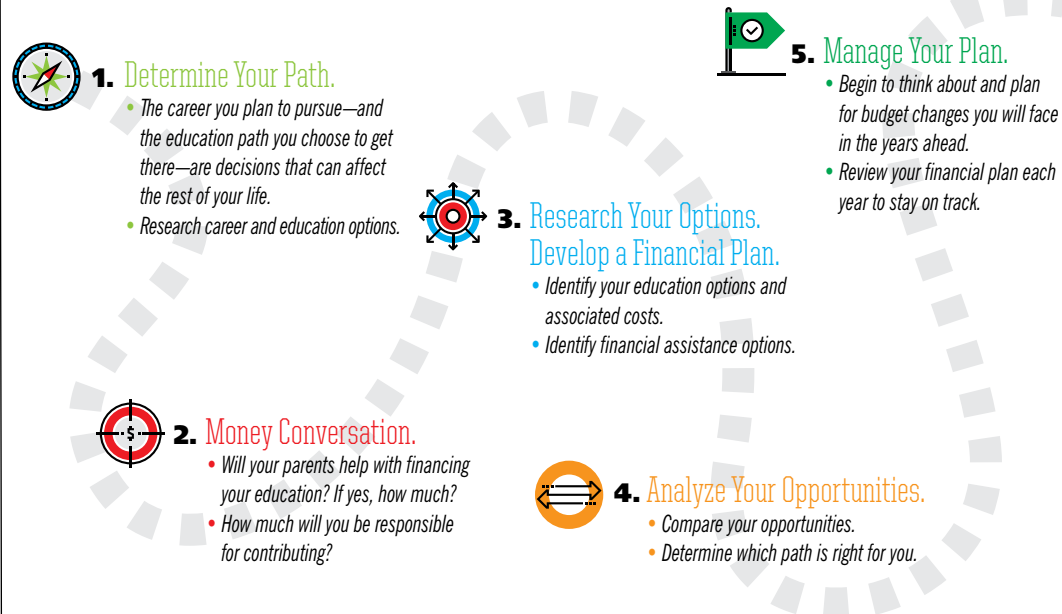 1. Determine Your Path.
• The career you plan to pursue—and
the education path you choose to get
there—are decisions that can affect
the rest of your life.
• Research career and education options.
$
2. Money Conversation.
• Will your parents help with financing
your education? If yes, how much?
• How much will you be responsible
for contributing?
3. Research Your Options.
Develop a Financial Plan.
• Identify your education options and
associated costs.
• Identify financial assistance options.
4. Analyze Your Opportunities.
• Compare your opportunities.
• Determine which path is right for you.
5. Manage Your Plan.
• Begin to think about and plan
for budget changes you will face
in the years ahead.
• Review your financial plan each
year to stay on track.